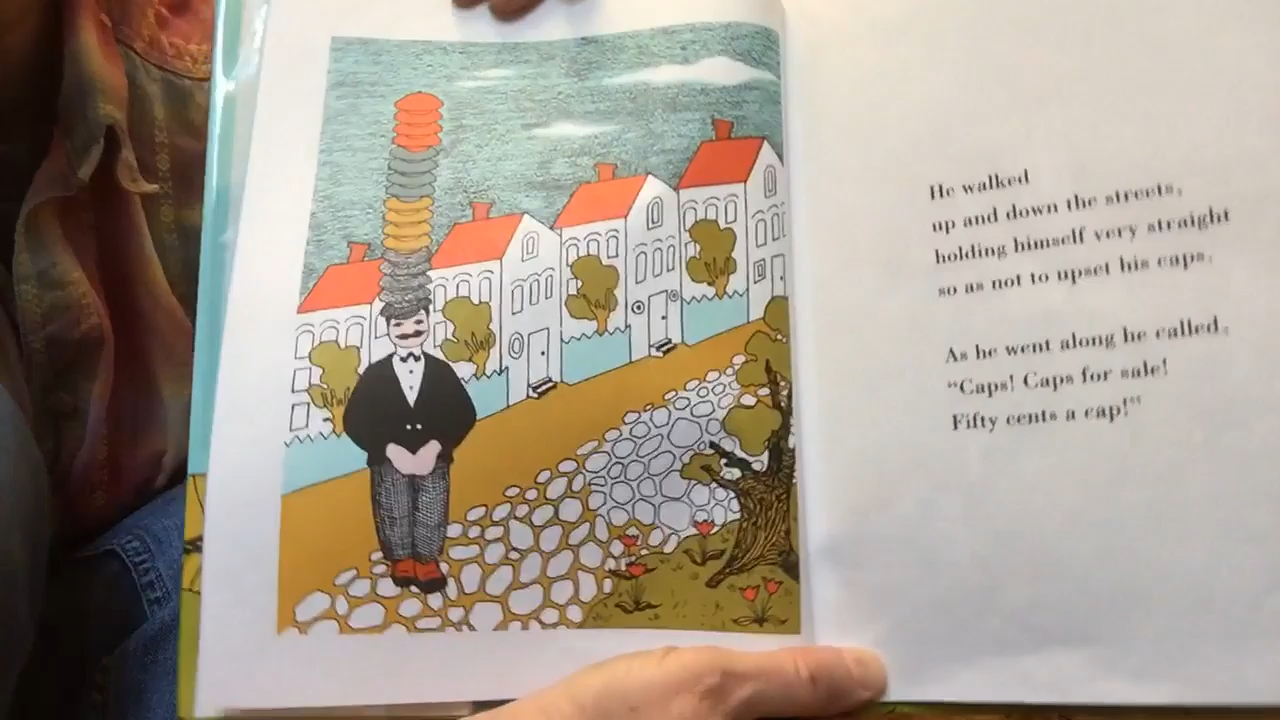 He walked
up and down the streets,
holding himself very straight
so as not to upset his caps.
As he went along he called,
“Caps! Caps for sale!
Fifty cents a cap!”